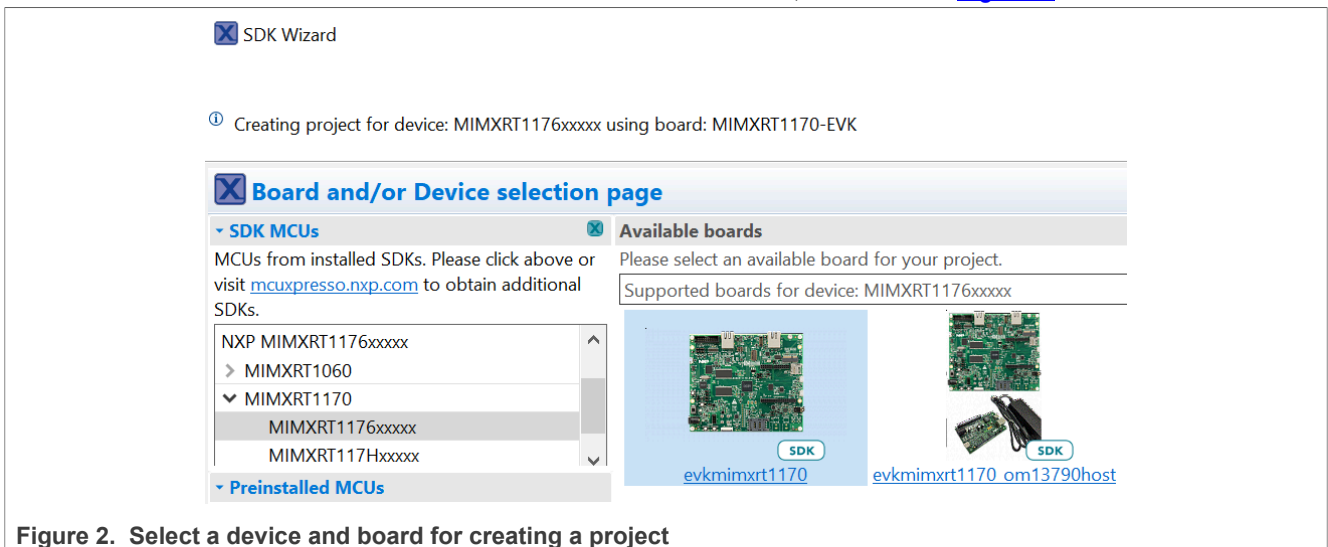 SDK Wizard
Creating project for device: MIMXRT1176xxxxx using board: MIMXRT1170-EVK
Board and/or Device selection page
SDK MCUs
MCUs from installed SDKs. Please click above or
visit mcuxpresso.nxp.com to obtain additional
SDKs.
NXP MIMXRT1176xxxxx
> MIMXRT1060
MIMXRT1170
MIMXRT1176xxxxx
MIMXRT117Hxxxxx
Preinstalled MCUs
Available boards
Please select an available board for your project.
Supported boards for device: MIMXRT1176xxxxx
SDK
evkmimxrt1170
SDK
evkmimxrt1170_om13790host
Figure 2. Select a device and board for creating a project